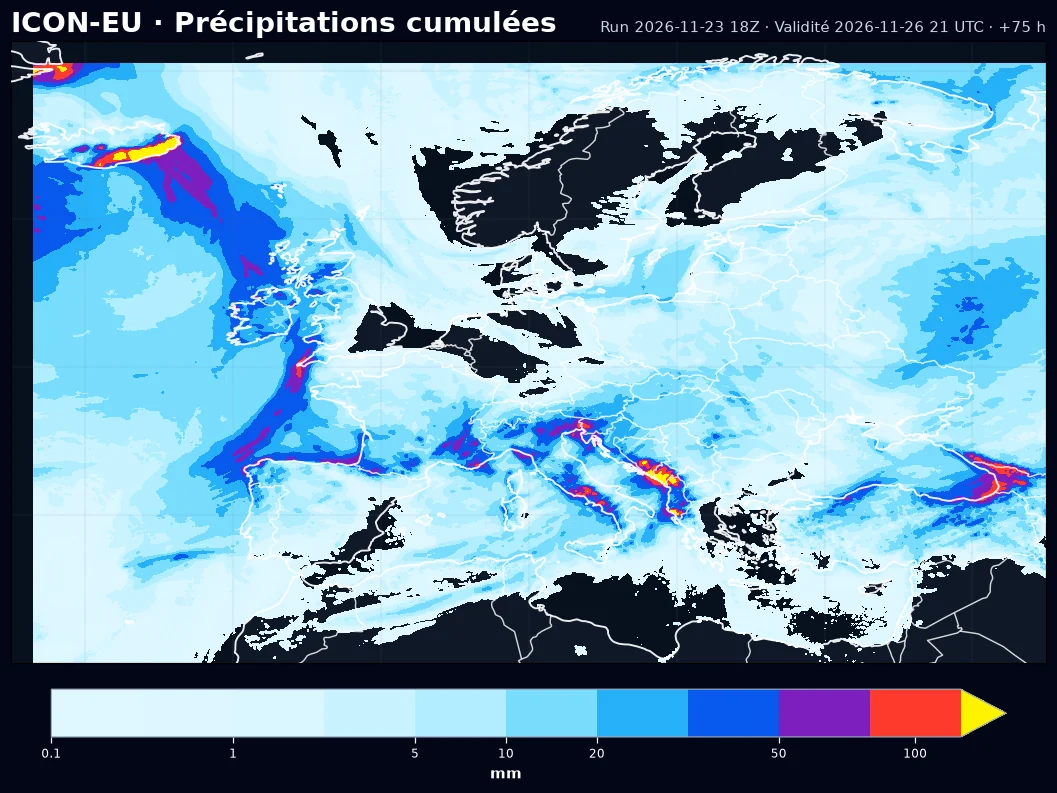 ICON-EU · Précipitations cumulées
Run 2026-11-23 18Z · Validité 2026-11-26 21 UTC · +75 h
0.1 1 5 10 20 50 100
mm